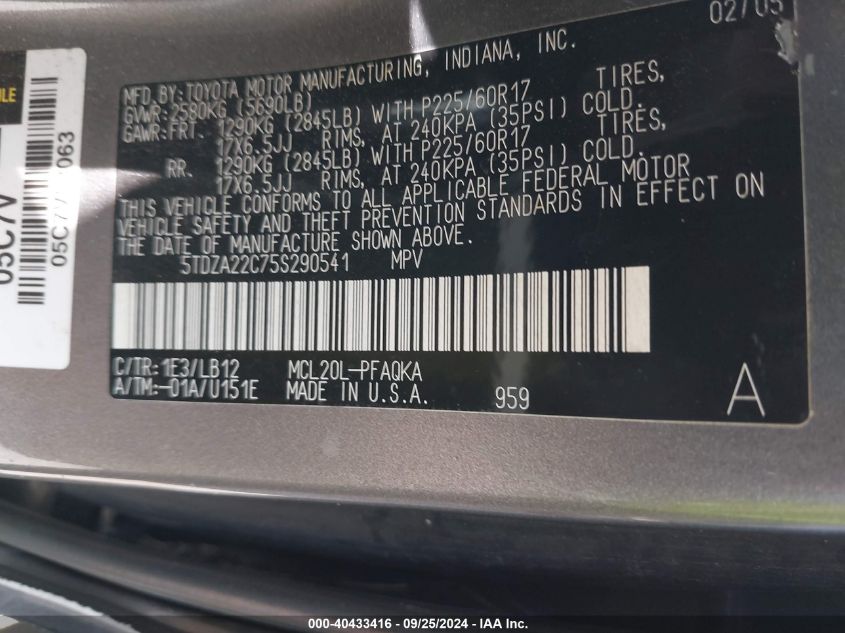 02/05
MFD.BY:TOYOTA MOTOR MANUFACTURING, INDIANA, INC.
GVWR: 2580KG (5690LB)
GAWR:FRT. 1290KG (2845LB) WITH P225/60R17 TIRES,
17X6.5JJ RIMS, AT 240KPA (35PSI) COLD.
RR. 1290KG (2845LB) WITH P225/60R17 TIRES,
17X6.5JJ RIMS, AT 240KPA (35PSI) COLD.
THIS VEHICLE CONFORMS TO ALL APPLICABLE FEDERAL MOTOR
VEHICLE SAFETY AND THEFT PREVENTION STANDARDS IN EFFECT ON
THE DATE OF MANUFACTURE SHOWN ABOVE.
5TDZA22C75S290541 MPV
C/TR: 1E3/LB12 MCL20L-PFAQKA
A/TM:-01A/U151E MADE IN U.S.A. 959 A
05C7V
000-40433416 - 09/25/2024 - IAA Inc.